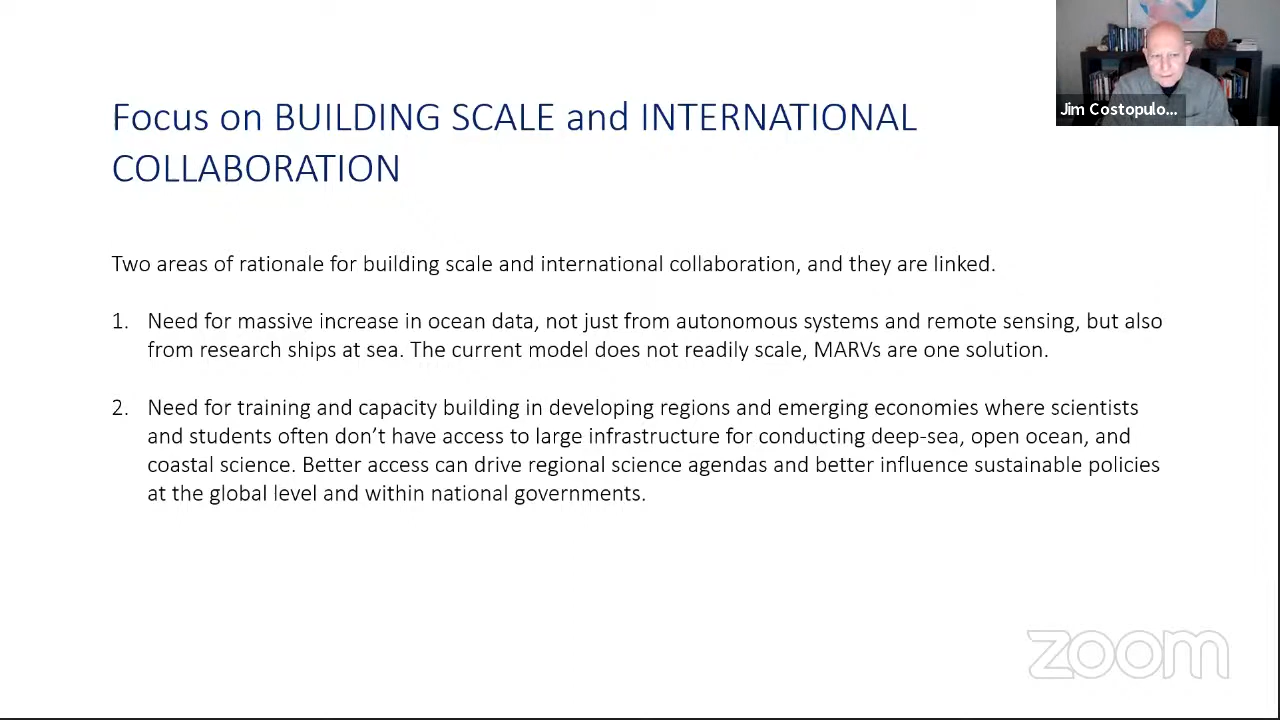 Focus on BUILDING SCALE and INTERNATIONAL
COLLABORATION
Jim Costopulo...
Two areas of rationale for building scale and international collaboration, and they are linked.
1. Need for massive increase in ocean data, not just from autonomous systems and remote sensing, but also
from research ships at sea. The current model does not readily scale, MARVs are one solution.
2. Need for training and capacity building in developing regions and emerging economies where scientists
and students often don’t have access to large infrastructure for conducting deep-sea, open ocean, and
coastal science. Better access can drive regional science agendas and better influence sustainable policies
at the global level and within national governments.
zoom